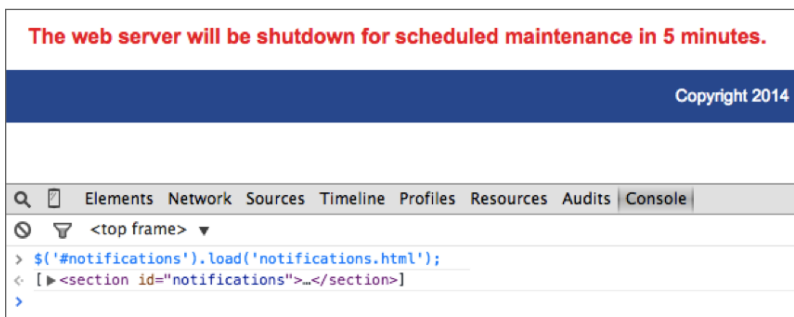 The web server will be shutdown for scheduled maintenance in 5 minutes.
Copyright 2014
Elements Network Sources Timeline Profiles Resources Audits Console
<top frame> ▼
> $('#notifications').load('notifications.html');
< [▶<section id="notifications">…</section>]
>